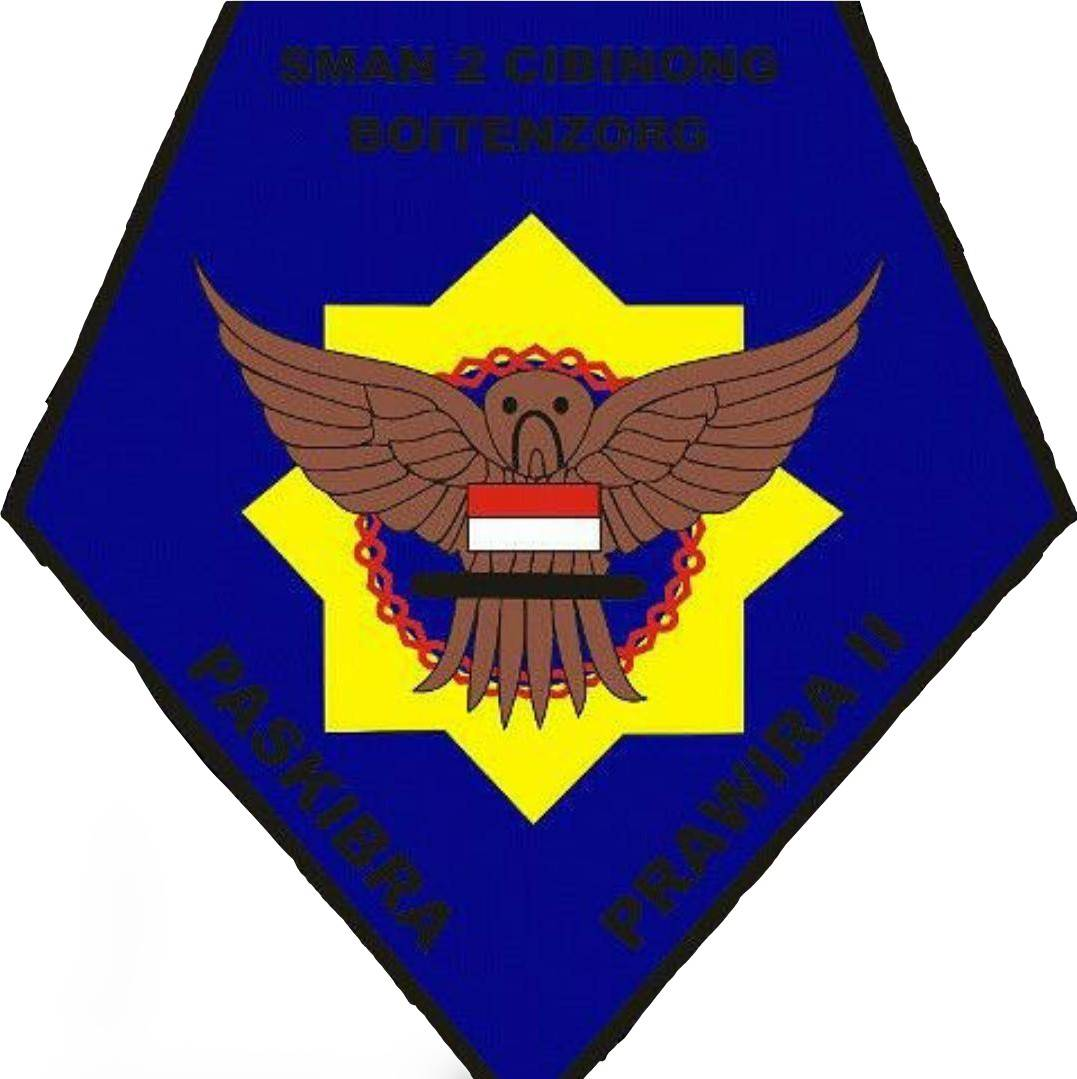 SMAN 2 CIBINONG
BOITENZORG
PASKIBRA
PRAWIRA II